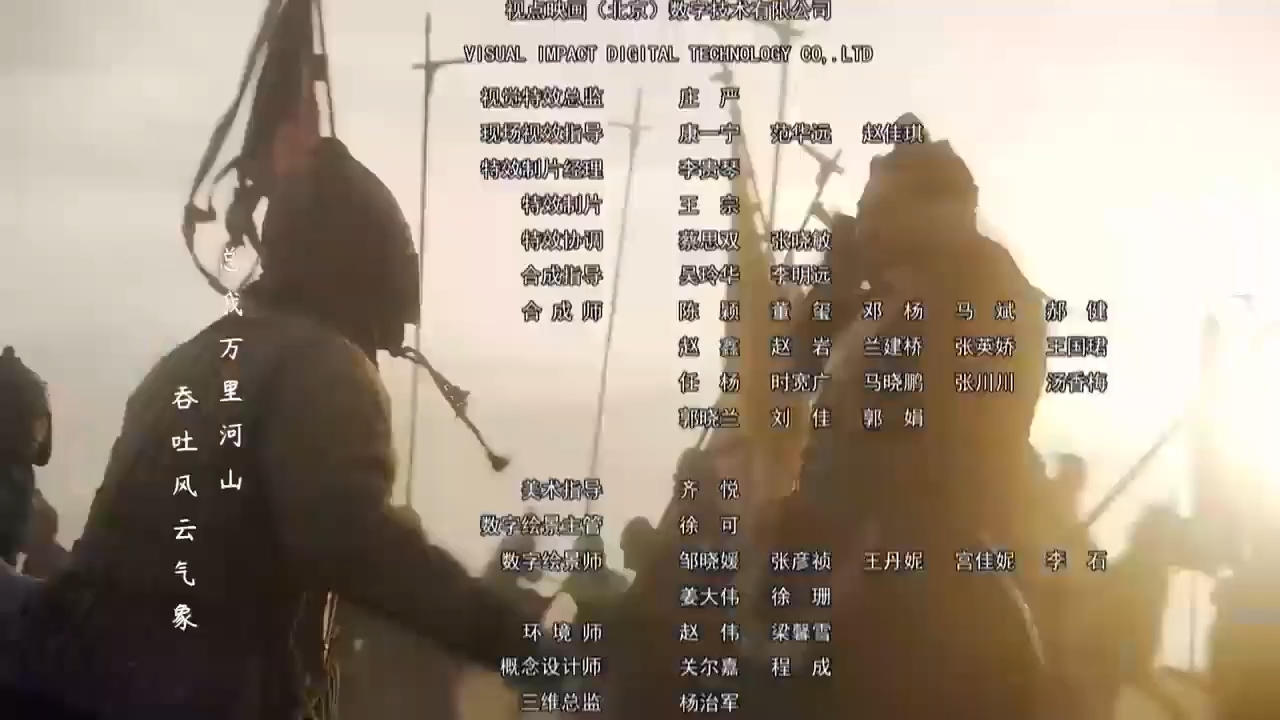 视点映画（北京）数字技术有限公司
VISUAL IMPACT DIGITAL TECHNOLOGY CO,.LTD
视觉特效总监 庄 严
现场视效指导 康一宁 范华远 赵佳琪
特效制片经理 李贵琴
特效制片 王 宗
特效协调 蔡思双 张晓敏
合成指导 吴玲华 李明远
合 成 师 陈 颖 董 玺 邓 杨 马 斌 郝 健
赵 鑫 赵 岩 兰建桥 张英娇 王国珺
任 杨 时宽广 马晓鹏 张川川 汤香梅
郭晓兰 刘 佳 郭 娟
美术指导 齐 悦
数字绘景主管 徐 可
数字绘景师 邹晓媛 张彦祯 王丹妮 宫佳妮 李 石
姜大伟 徐 珊
环 境 师 赵 伟 梁馨雪
概念设计师 关尔嘉 程 成
三维总监 杨治军
总我万里河山
吞吐风云气象